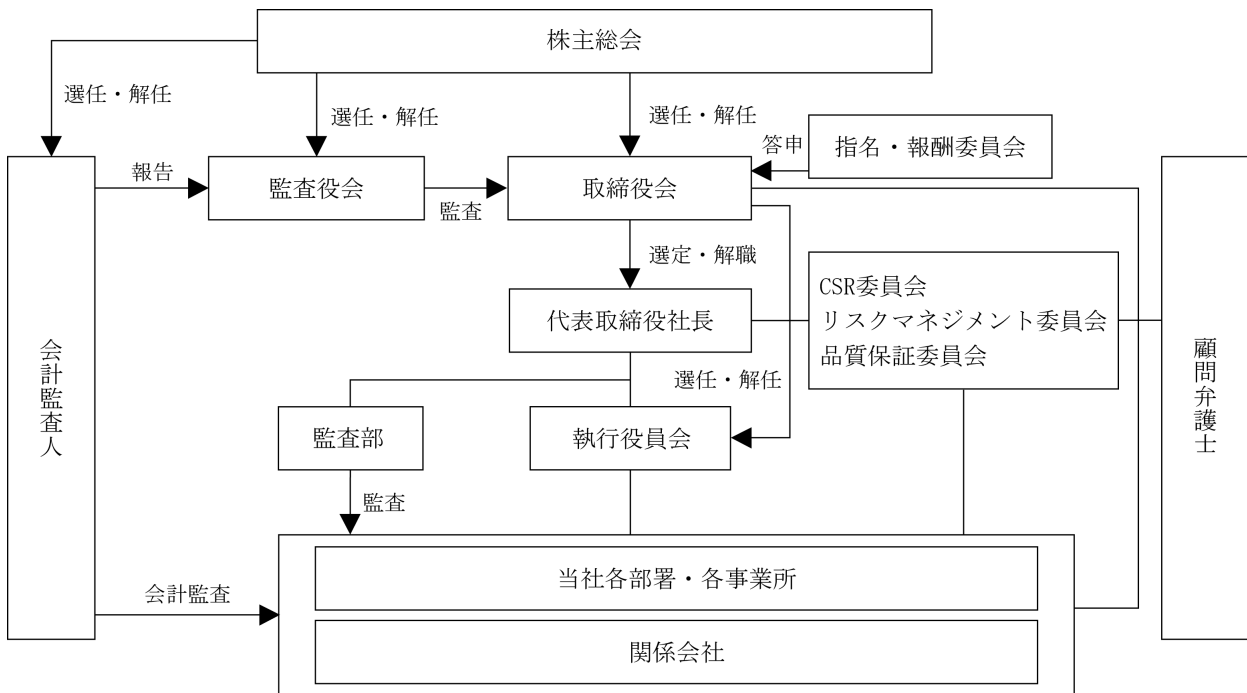 株主総会
選任・解任
選任・解任
選任・解任
答申
指名・報酬委員会
報告
監査役会
監査
取締役会
選定・解職
代表取締役社長
CSR委員会
リスクマネジメント委員会
品質保証委員会
会計監査人
顧問弁護士
選任・解任
監査部
執行役員会
監査
会計監査
当社各部署・各事業所
関係会社